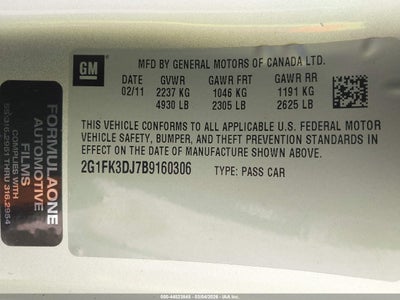 GM
MFD BY GENERAL MOTORS OF CANADA LTD.
DATE GVWR GAWR FRT GAWR RR
02/11 2237 KG 1046 KG 1191 KG
4930 LB 2305 LB 2625 LB
THIS VEHICLE CONFORMS TO ALL APPLICABLE U.S. FEDERAL MOTOR
VEHICLE SAFETY, BUMPER, AND THEFT PREVENTION STANDARDS IN
EFFECT ON THE DATE OF MANUFACTURE SHOWN ABOVE.
2G1FK3DJ7B9160306 TYPE: PASS CAR
FORMULAONE
AUTOMOTIVE
FILMS
COMPLIES WITH